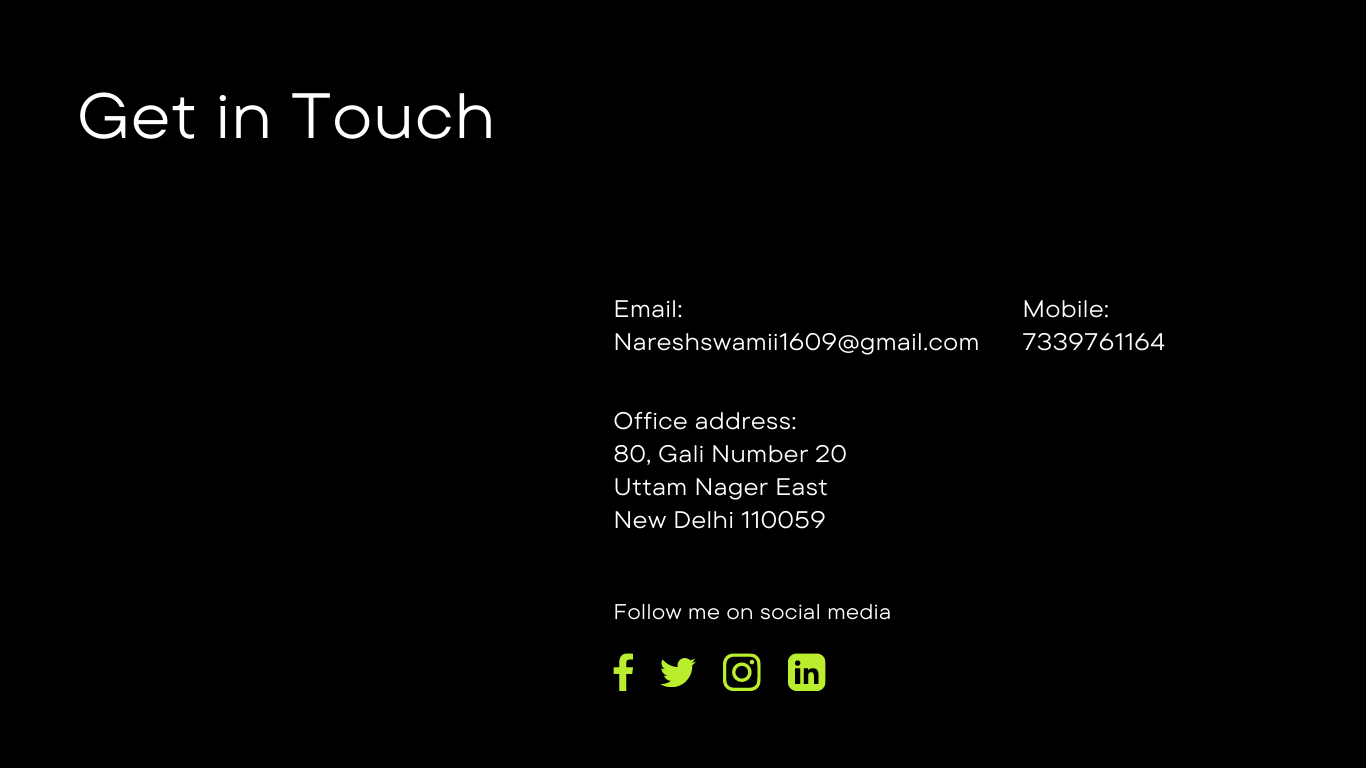 Get in Touch
Email:
Nareshswamii1609@gmail.com
Mobile:
7339761164
Office address:
80, Gali Number 20
Uttam Nager East
New Delhi 110059
Follow me on social media